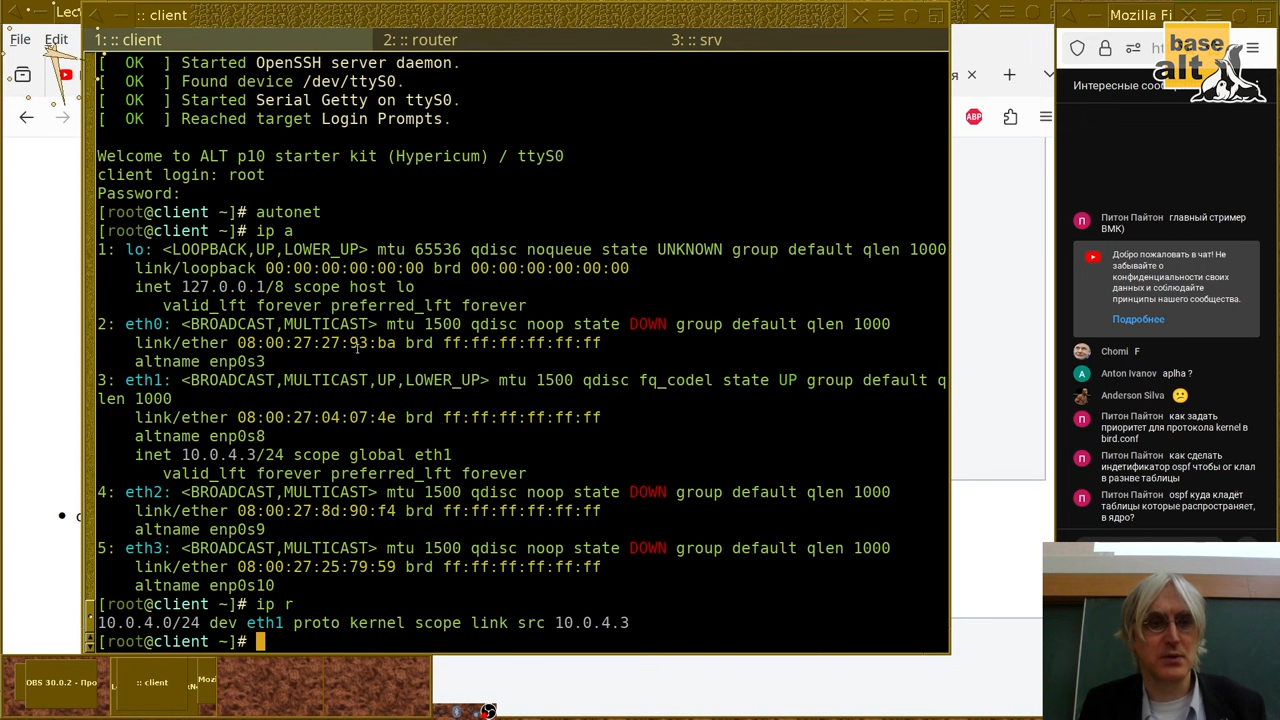 Lec
:: client
File Edit
1: :: client
2: :: router
3: :: srv
[  OK  ] Started OpenSSH server daemon.
[  OK  ] Found device /dev/ttyS0.
[  OK  ] Started Serial Getty on ttyS0.
[  OK  ] Reached target Login Prompts.
Welcome to ALT p10 starter kit (Hypericum) / ttyS0
client login: root
Password:
[root@client ~]# autonet
[root@client ~]# ip a
1: lo: <LOOPBACK,UP,LOWER_UP> mtu 65536 qdisc noqueue state UNKNOWN group default qlen 1000
link/loopback 00:00:00:00:00:00 brd 00:00:00:00:00:00
inet 127.0.0.1/8 scope host lo
valid_lft forever preferred_lft forever
2: eth0: <BROADCAST,MULTICAST> mtu 1500 qdisc noop state DOWN group default qlen 1000
link/ether 08:00:27:27:93:ba brd ff:ff:ff:ff:ff:ff
altname enp0s3
3: eth1: <BROADCAST,MULTICAST,UP,LOWER_UP> mtu 1500 qdisc fq_codel state UP group default q
len 1000
link/ether 08:00:27:04:07:4e brd ff:ff:ff:ff:ff:ff
altname enp0s8
inet 10.0.4.3/24 scope global eth1
valid_lft forever preferred_lft forever
4: eth2: <BROADCAST,MULTICAST> mtu 1500 qdisc noop state DOWN group default qlen 1000
link/ether 08:00:27:8d:90:f4 brd ff:ff:ff:ff:ff:ff
altname enp0s9
5: eth3: <BROADCAST,MULTICAST> mtu 1500 qdisc noop state DOWN group default qlen 1000
link/ether 08:00:27:25:79:59 brd ff:ff:ff:ff:ff:ff
altname enp0s10
[root@client ~]# ip r
10.0.4.0/24 dev eth1 proto kernel scope link src 10.0.4.3
[root@client ~]#
я
ABP
Mozilla Fi
base
alt
Интересные сооб
Питон Пайтон главный стример
ВМК)
Добро пожаловать в чат! Не
забывайте о
конфиденциальности своих
данных и соблюдайте
принципы нашего сообщества.
Подробнее
Chomi F
Anton Ivanov aplha ?
Anderson Silva
Питон Пайтон как задать
приоритет для протокола kernel в
bird.conf
Питон Пайтон как сделать
индетификатор ospf чтобы ог клал
в разнве таблицы
Питон Пайтон ospf куда кладёт
таблицы которые распространяет,
в ядро?
OBS 30.0.2 - Про
:: client
Mozi